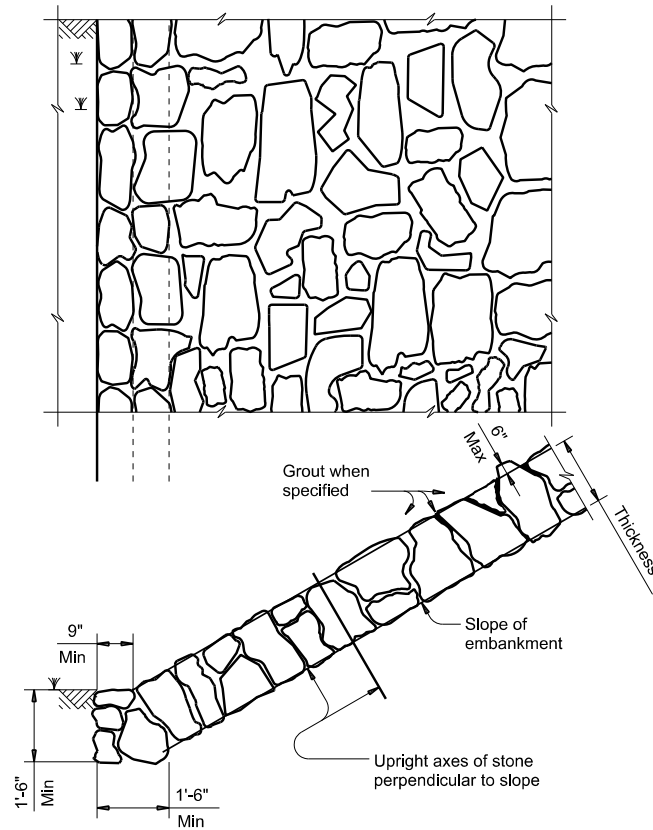 6"
Max
Grout when
specified
Thickness
9"
Min
Slope of
embankment
1'-6"
Min
Upright axes of stone
perpendicular to slope
1'-6"
Min